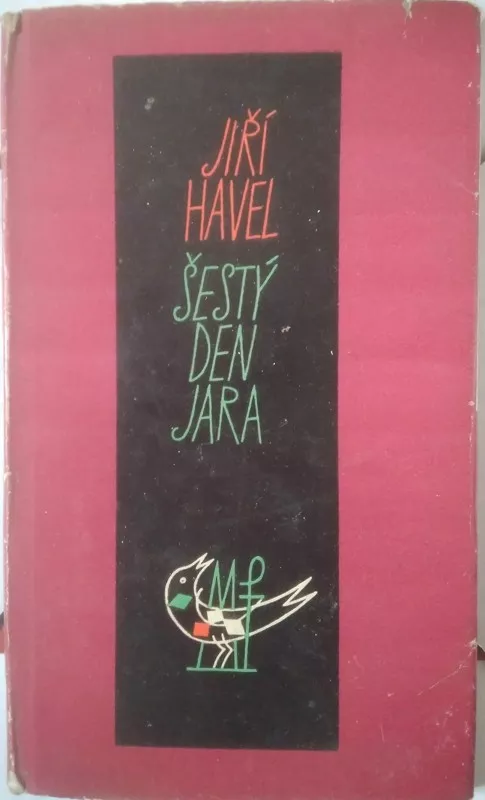 JIŘÍ
HAVEL
ŠESTÝ
DEN
JARA